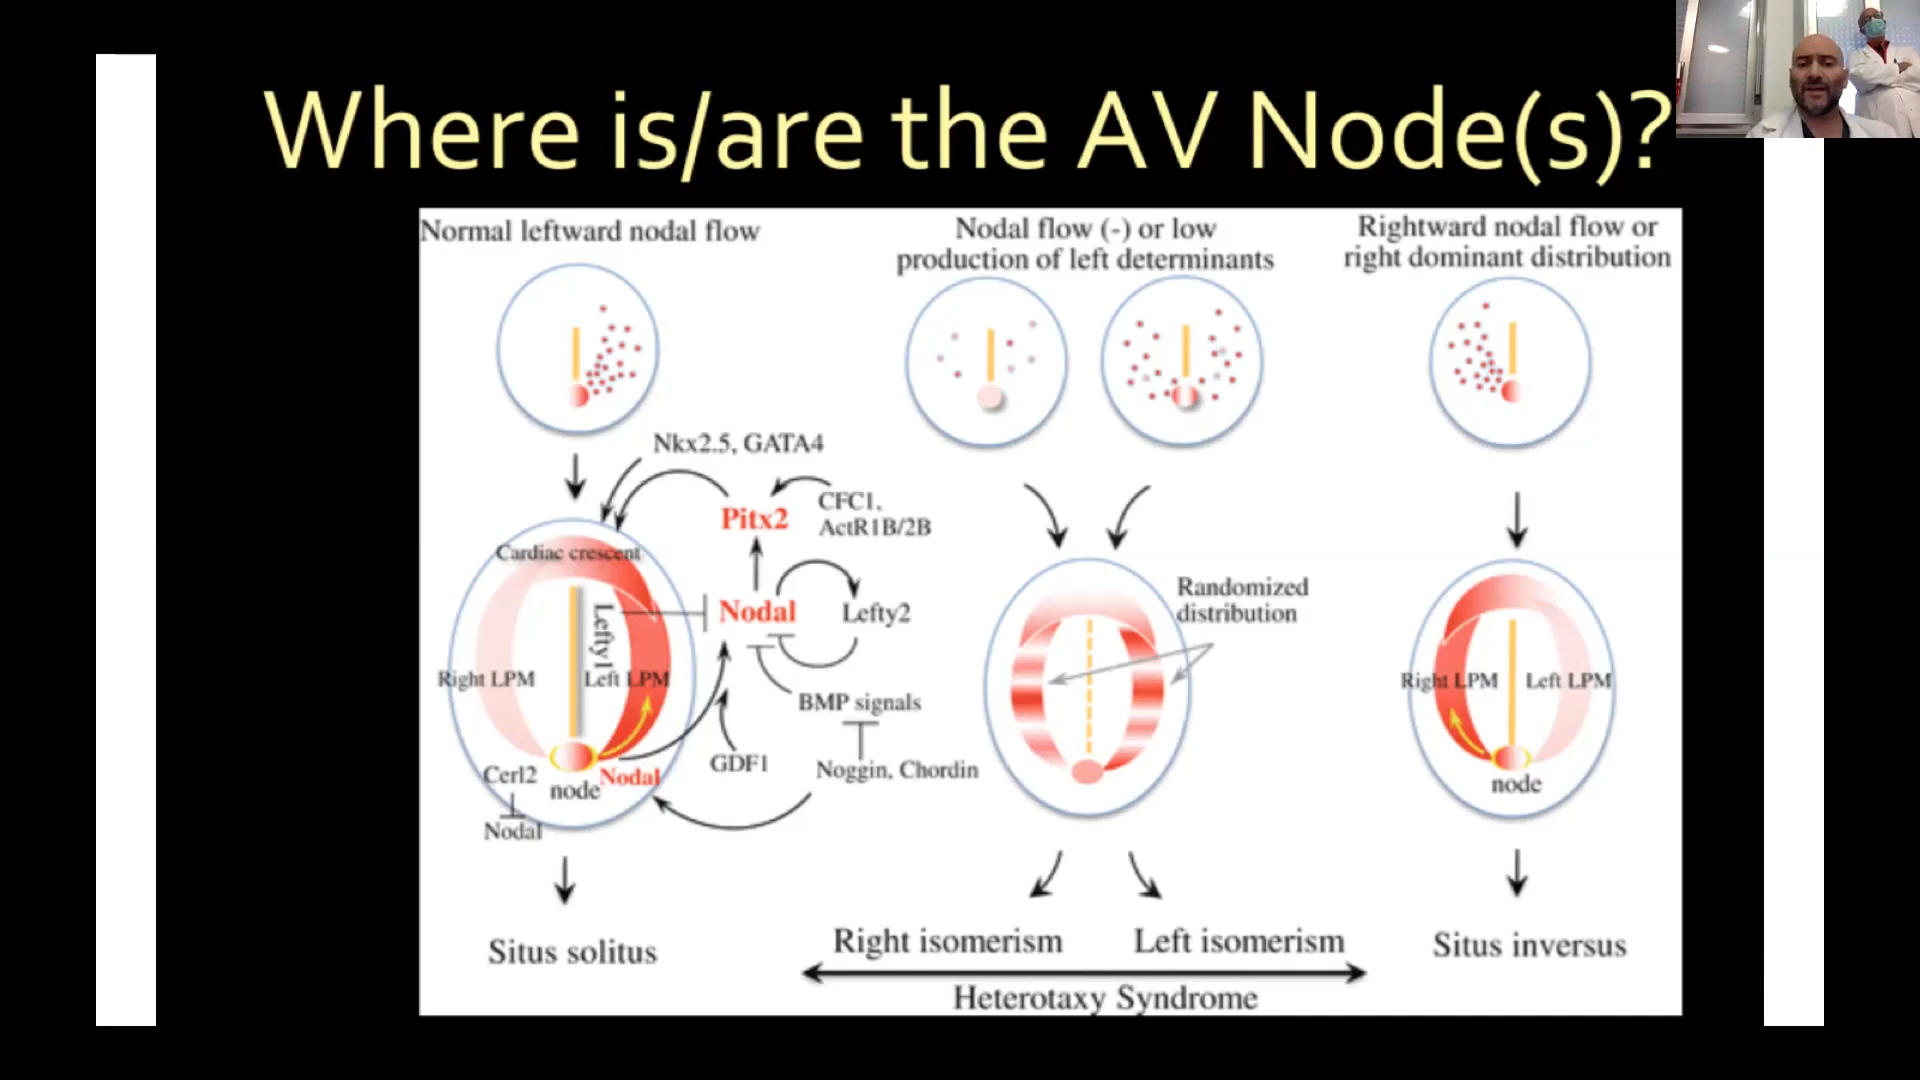 Where is/are the AV Node(s)?
Normal leftward nodal flow
Nodal flow (-) or low
production of left determinants
Rightward nodal flow or
right dominant distribution
Nkx2.5, GATA4
Pitx2
CFC1,
ActR1B/2B
Cardiac crescent
Lefty1
Nodal
Lefty2
Right LPM
Left LPM
BMP signals
GDF1
Noggin, Chordin
Cerl2
node
Nodal
Nodal
Randomized
distribution
Right LPM
Left LPM
node
Situs solitus
Right isomerism
Left isomerism
Situs inversus
Heterotaxy Syndrome